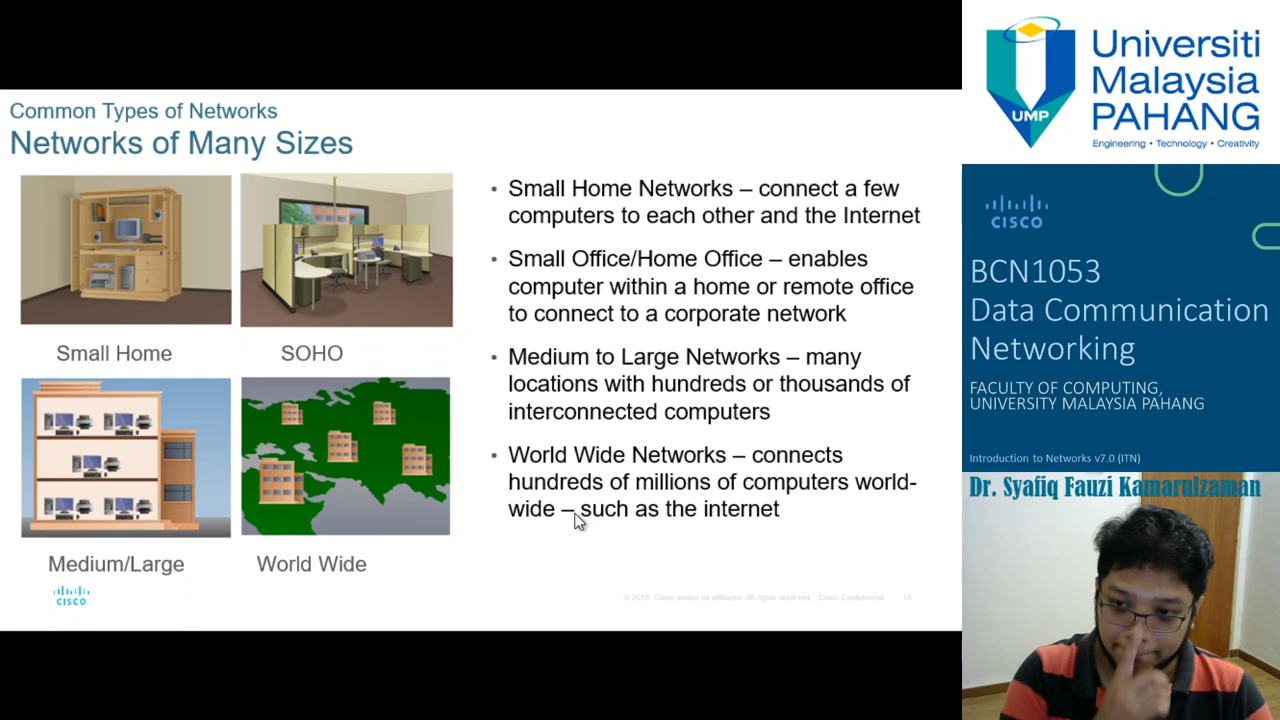 Common Types of Networks
Networks of Many Sizes
Small Home
SOHO
Medium/Large
World Wide
CISCO
• Small Home Networks – connect a few
computers to each other and the Internet
• Small Office/Home Office – enables
computer within a home or remote office
to connect to a corporate network
• Medium to Large Networks – many
locations with hundreds or thousands of
interconnected computers
• World Wide Networks – connects
hundreds of millions of computers world-
wide – such as the internet
© 2016 Cisco and/or its affiliates. All rights reserved. Cisco Confidential
UMP
Universiti
Malaysia
PAHANG
Engineering • Technology • Creativity
CISCO
BCN1053
Data Communication
Networking
FACULTY OF COMPUTING,
UNIVERSITY MALAYSIA PAHANG
Introduction to Networks v7.0 (ITN)
Dr. Syafiq Fauzi Kamarulzaman